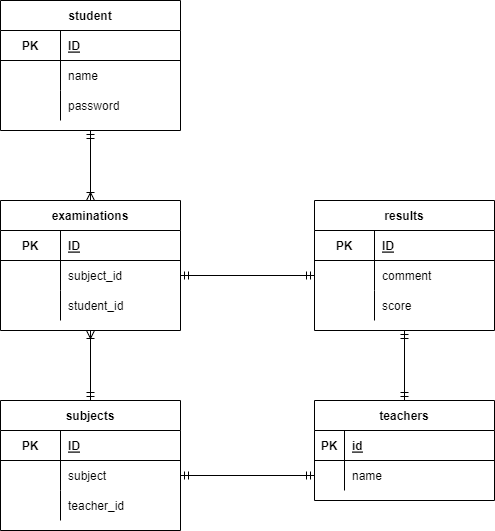 student
PK ID
name
password
examinations
PK ID
subject_id
student_id
results
PK ID
comment
score
subjects
PK ID
subject
teacher_id
teachers
PK id
name